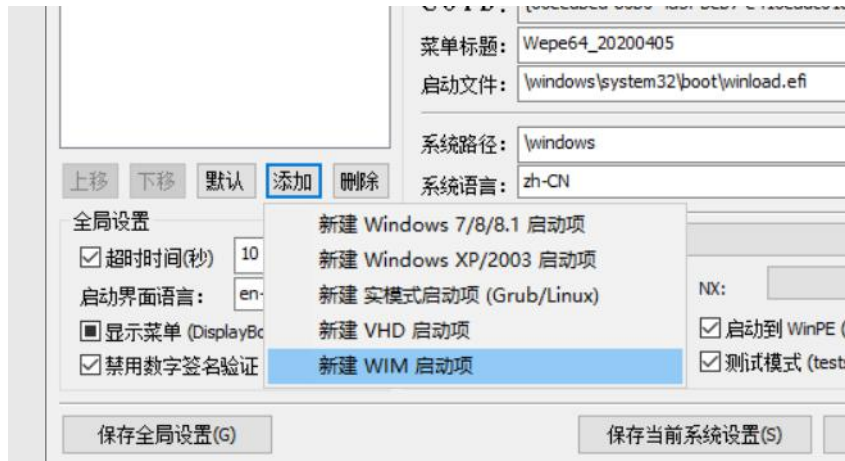 菜单标题: Wepe64_20200405
启动文件: \windows\system32\boot\winload.efi
系统路径: \windows
系统语言: zh-CN
上移 下移 默认 添加 删除
全局设置
超时时间(秒) 10
启动界面语言: en-
显示菜单 (DisplayBo
禁用数字签名验证
新建 Windows 7/8/8.1 启动项
新建 Windows XP/2003 启动项
新建 实模式启动项 (Grub/Linux)
新建 VHD 启动项
新建 WIM 启动项
NX:
启动到 WinPE (
测试模式 (tests
保存全局设置(G)
保存当前系统设置(S)